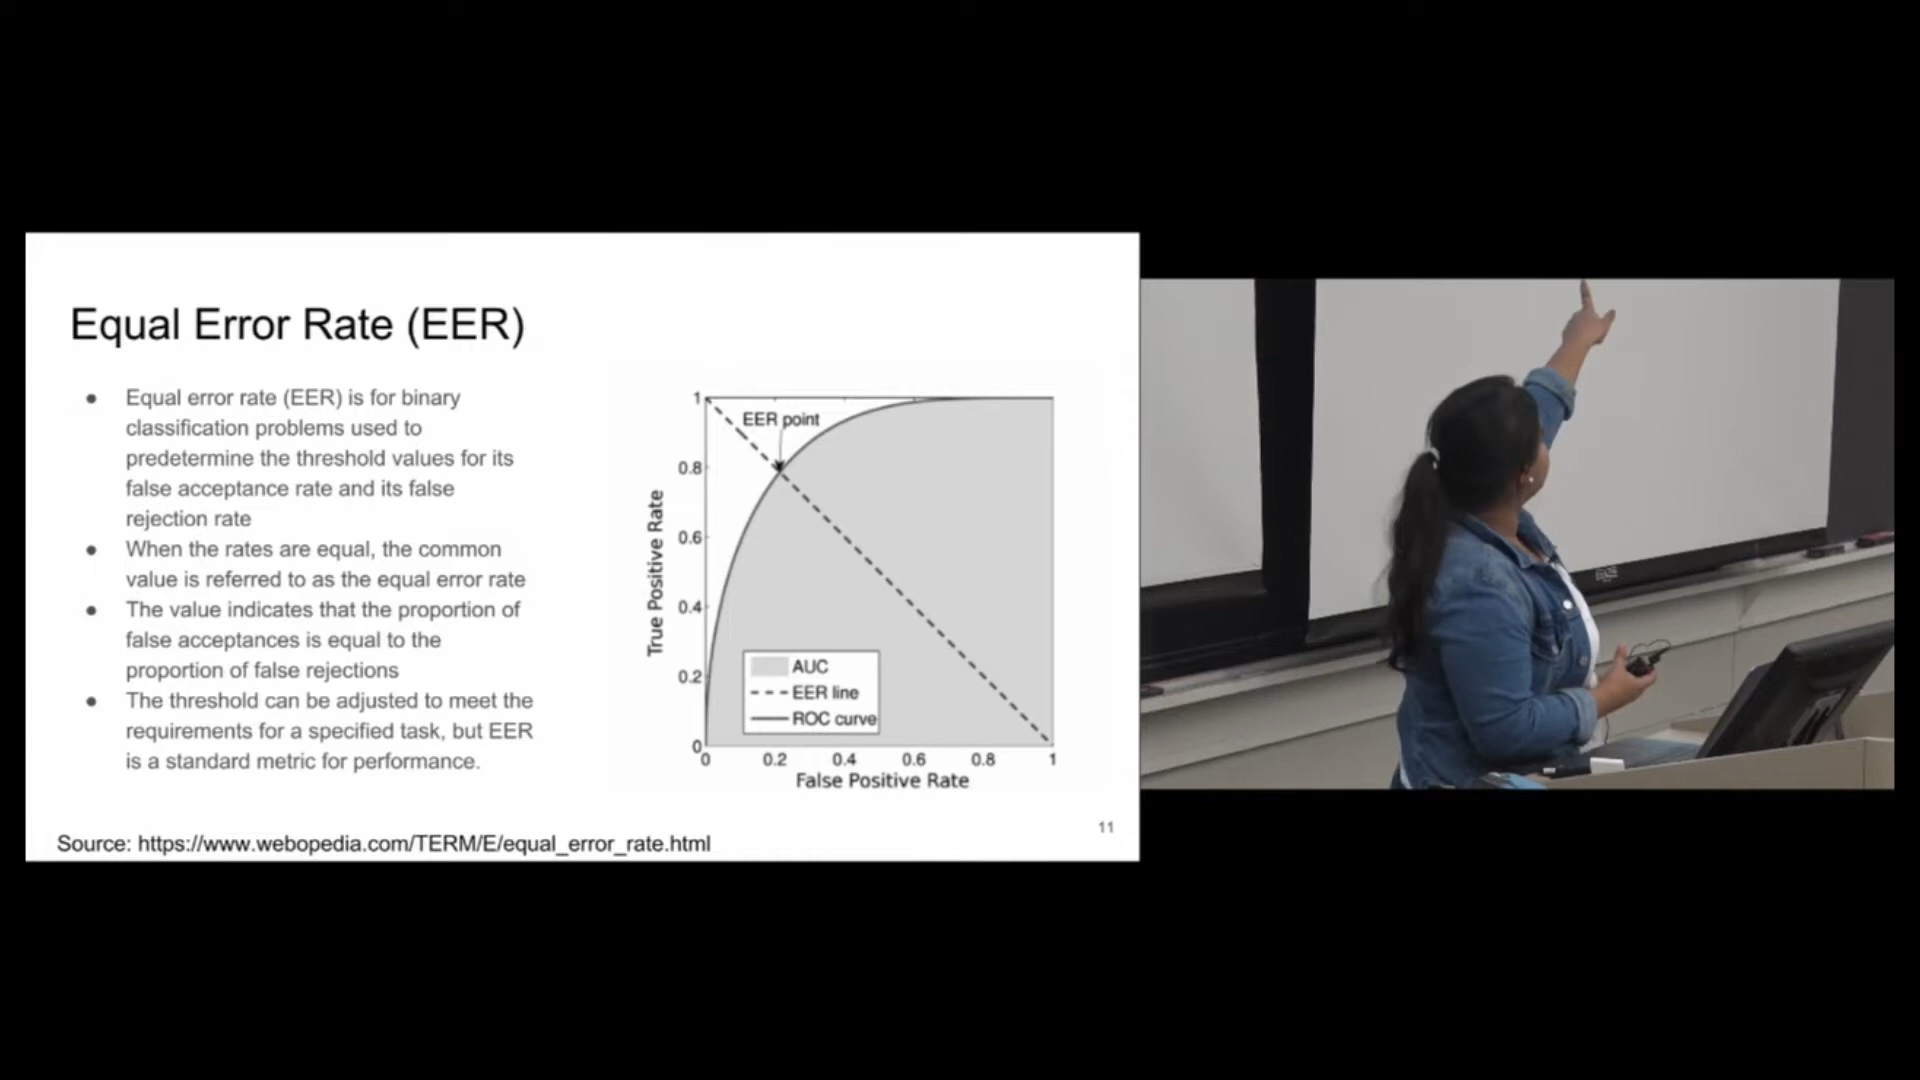 Equal Error Rate (EER)
● Equal error rate (EER) is for binary
classification problems used to
predetermine the threshold values for its
false acceptance rate and its false
rejection rate
● When the rates are equal, the common
value is referred to as the equal error rate
● The value indicates that the proportion of
false acceptances is equal to the
proportion of false rejections
● The threshold can be adjusted to meet the
requirements for a specified task, but EER
is a standard metric for performance.
1
EER point
0.8
0.6
0.4
0.2
0
True Positive Rate
AUC
EER line
ROC curve
0 0.2 0.4 0.6 0.8 1
False Positive Rate
11
Source: https://www.webopedia.com/TERM/E/equal_error_rate.html